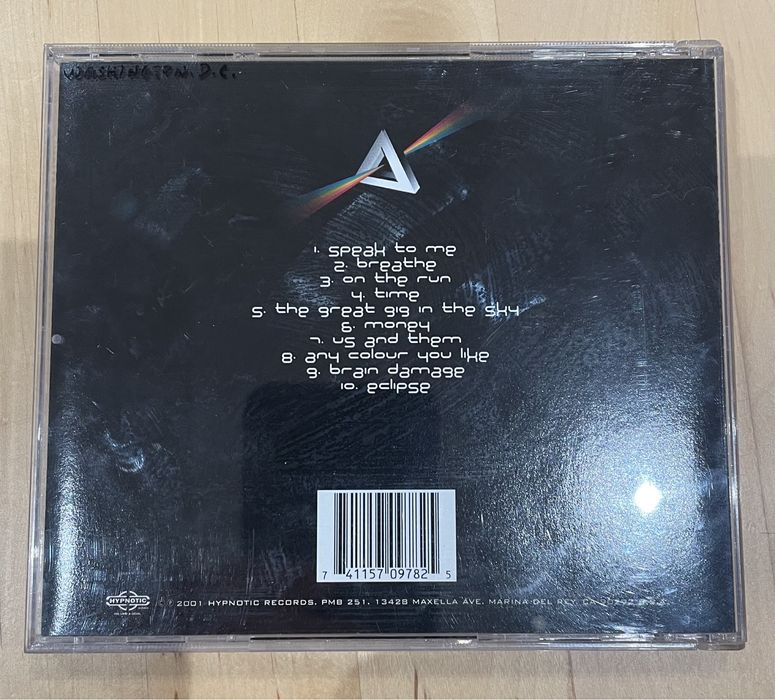 WASHINGTON. D.C.
1. speak to me
2. breathe
3. on the run
4. time
5. the great gig in the sky
6. money
7. us and them
8. any colour you like
9. brain damage
10. eclipse
7 41157 09782 5
HYPNOTIC
2001 HYPNOTIC RECORDS, PMB 251, 13428 MAXELLA AVE. MARINA DEL